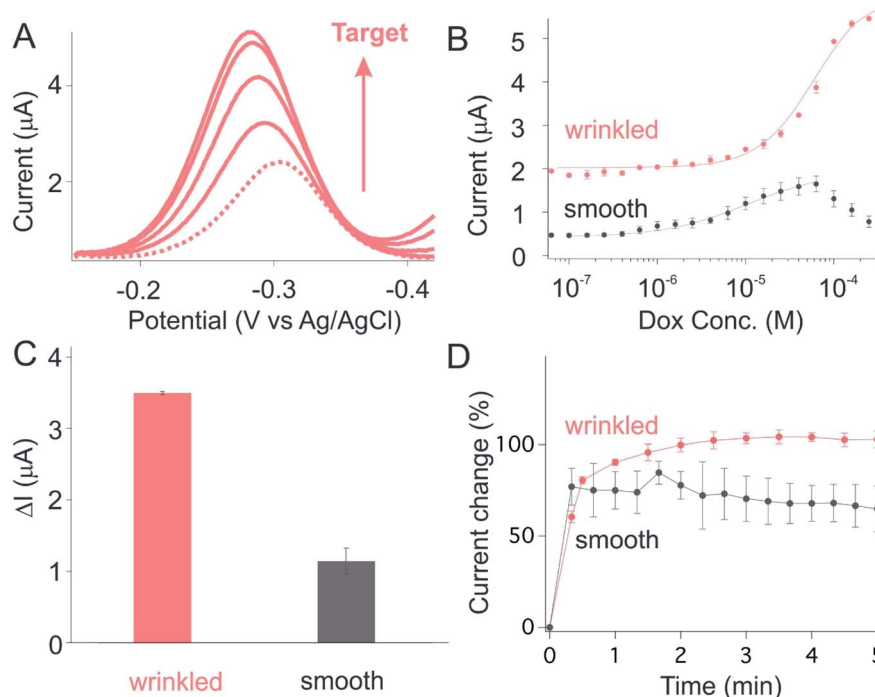 A
Target
Current (μA)
4
2
-0.2
-0.3
-0.4
Potential (V vs Ag/AgCl)
B
Current (μA)
5
4
3
2
1
0
wrinkled
smooth
10⁻⁷
10⁻⁶
10⁻⁵
10⁻⁴
Dox Conc. (M)
C
ΔI (μA)
4
3
2
1
0
wrinkled
smooth
D
Current change (%)
100
50
0
wrinkled
smooth
0
1
2
3
4
5
Time (min)